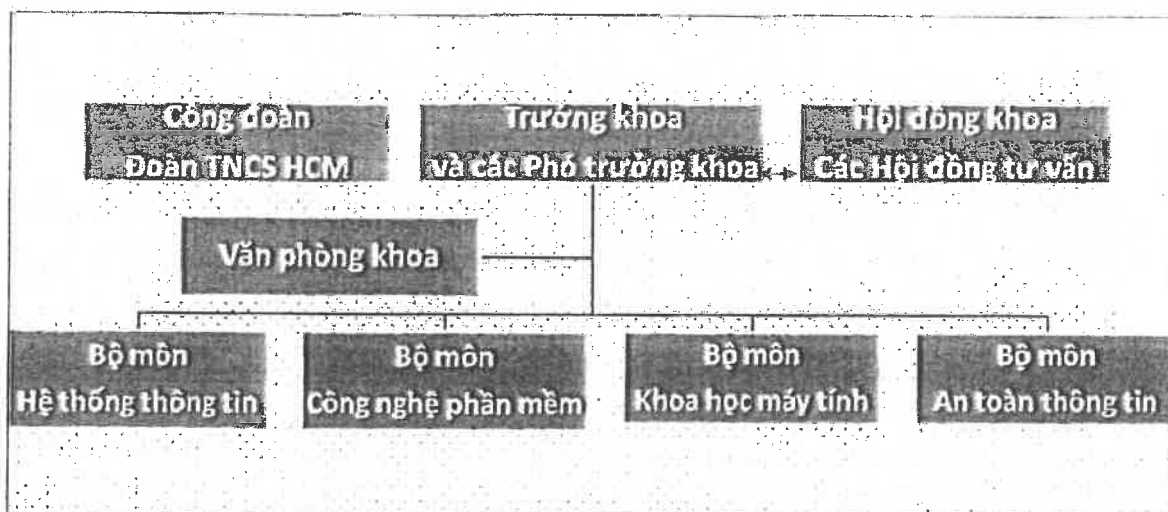 Công đoàn
Đoàn TNCS HCM
Trưởng khoa
và các Phó trưởng khoa
Hội đồng khoa
Các Hội đồng tư vấn
Văn phòng khoa
Bộ môn
Hệ thống thông tin
Bộ môn
Công nghệ phần mềm
Bộ môn
Khoa học máy tính
Bộ môn
An toàn thông tin